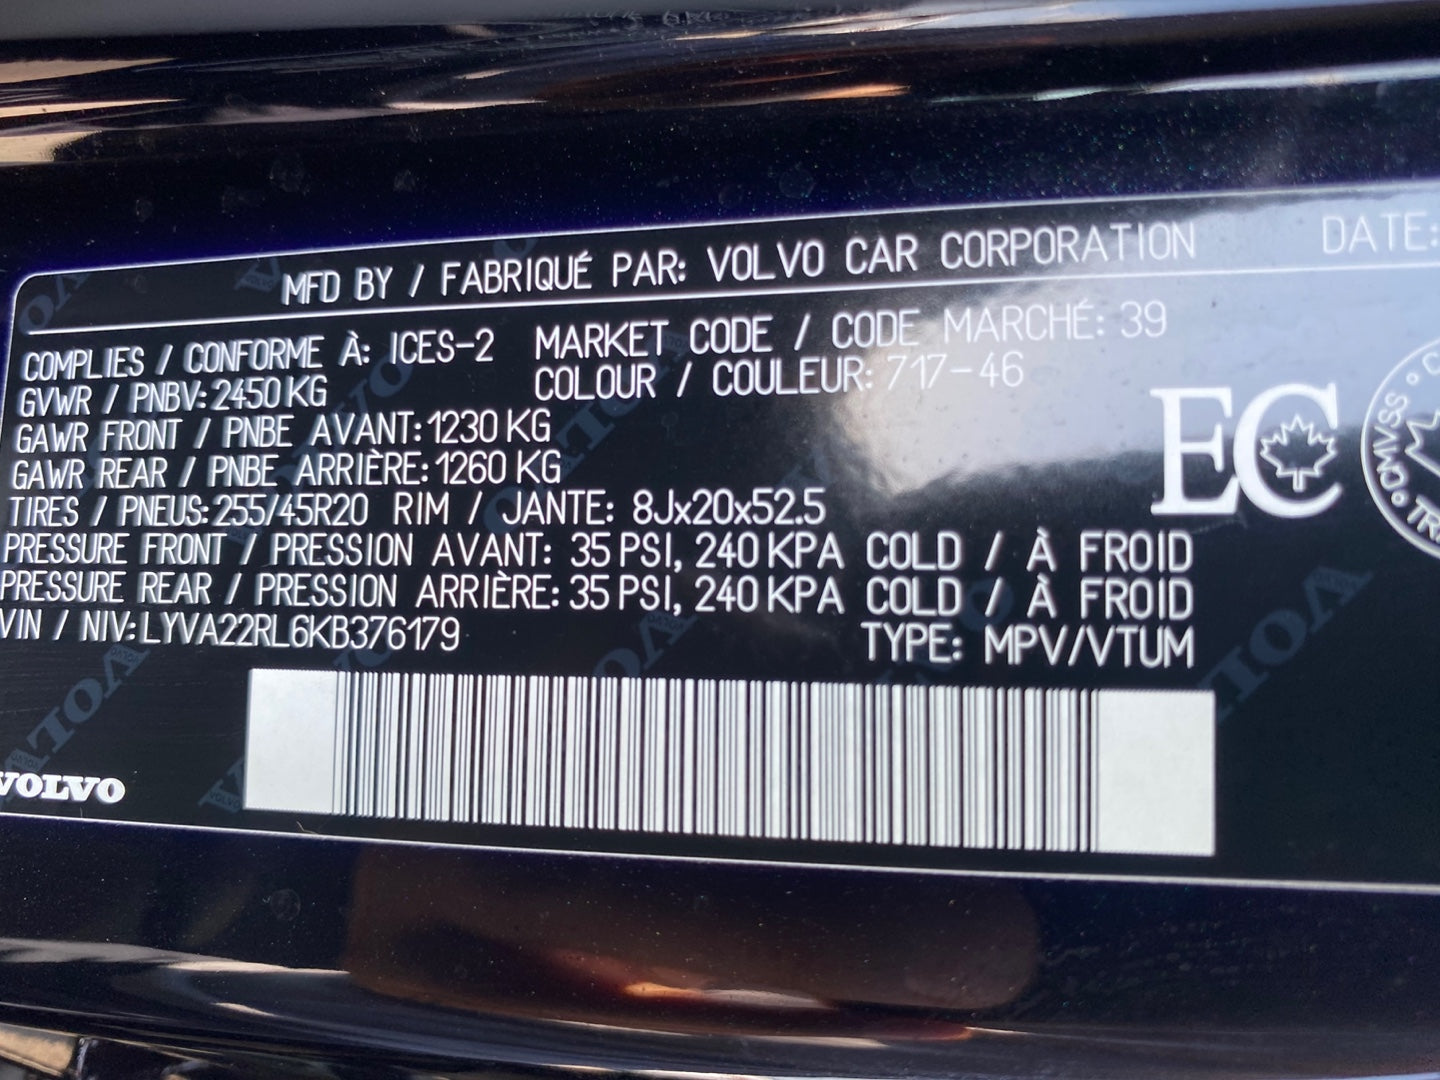 MFD BY / FABRIQUÉ PAR: VOLVO CAR CORPORATION DATE:
COMPLIES / CONFORME À: ICES-2 MARKET CODE / CODE MARCHÉ: 39
GVWR / PNBV: 2450 KG COLOUR / COULEUR: 717-46
GAWR FRONT / PNBE AVANT: 1230 KG
GAWR REAR / PNBE ARRIÈRE: 1260 KG
TIRES / PNEUS: 255/45R20 RIM / JANTE: 8Jx20x52.5
PRESSURE FRONT / PRESSION AVANT: 35 PSI, 240 KPA COLD / À FROID
PRESSURE REAR / PRESSION ARRIÈRE: 35 PSI, 240 KPA COLD / À FROID
VIN / NIV: LYVA22RL6KB376179 TYPE: MPV/VTUM
EC
CMVSS
VOLVO